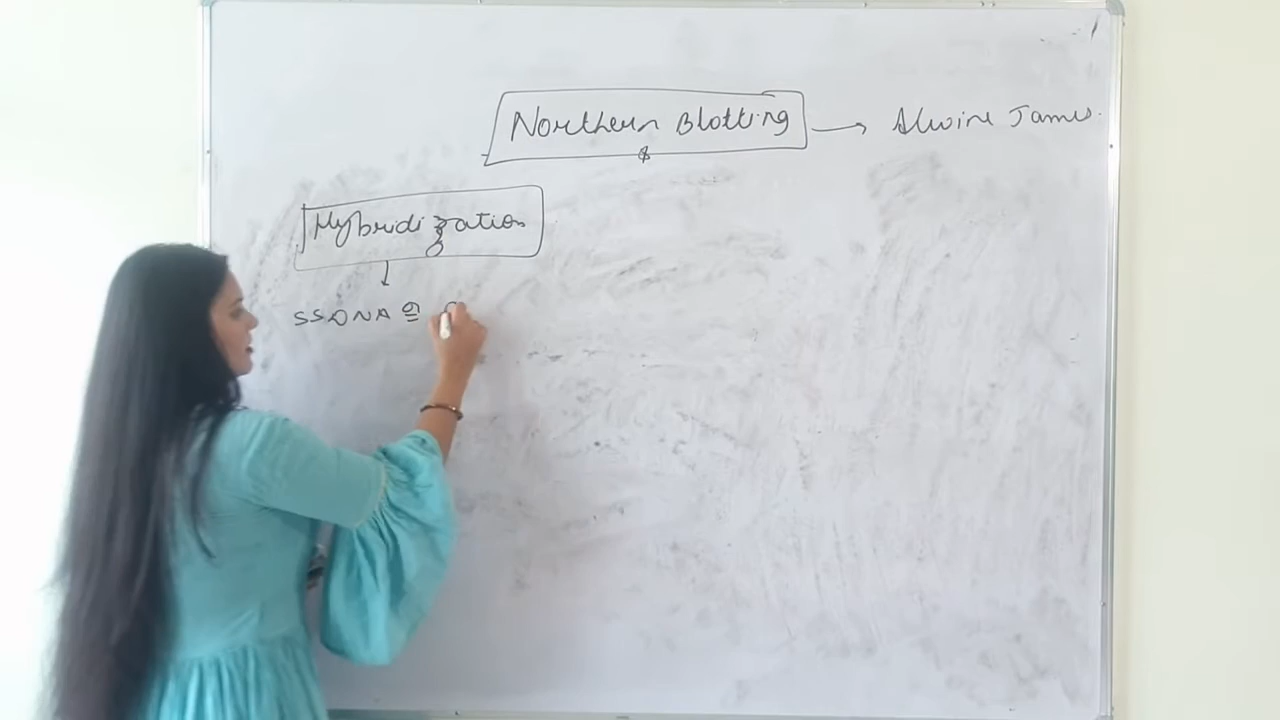 Northern Blotting → Alwine James.
Hybridization
↓
SSDNA